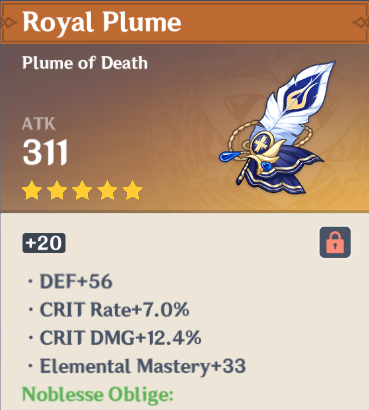 Royal Plume
Plume of Death
ATK
311
+20
· DEF+56
· CRIT Rate+7.0%
· CRIT DMG+12.4%
· Elemental Mastery+33
Noblesse Oblige: